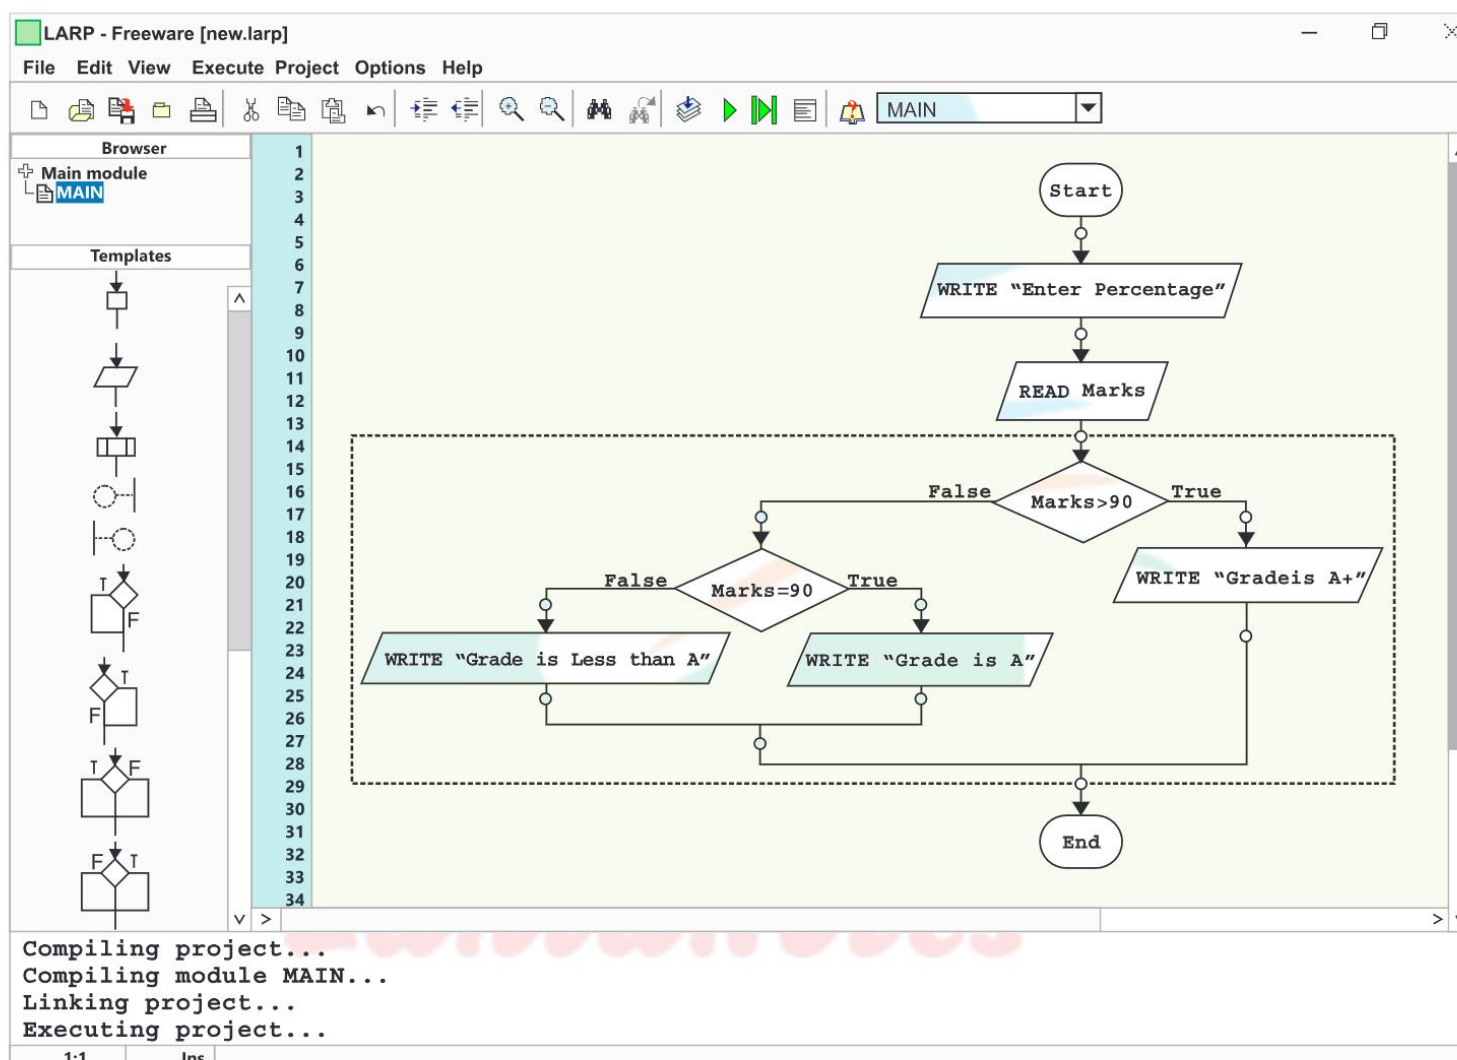 LARP - Freeware [new.larp]
File Edit View Execute Project Options Help
MAIN
Browser
Main module
MAIN
Templates
T
F
T
F
T F
F T
1
2
3
4
5
6
7
8
9
10
11
12
13
14
15
16
17
18
19
20
21
22
23
24
25
26
27
28
29
30
31
32
33
34
Start
WRITE “Enter Percentage”
READ Marks
False Marks>90 True
WRITE “Gradeis A+”
False Marks=90 True
WRITE “Grade is Less than A” WRITE “Grade is A”
End
Compiling project...
Compiling module MAIN...
Linking project...
Executing project...
1:1 Ins